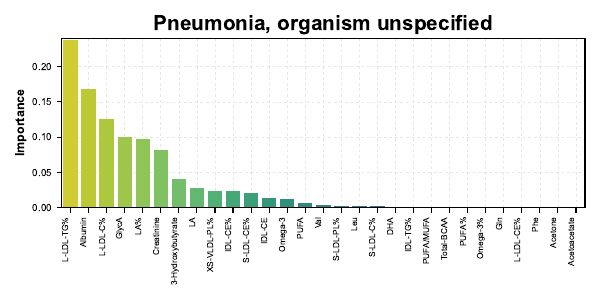 Pneumonia, organism unspecified
Importance
0.20
0.15
0.10
0.05
0.00
L-LDL-TG%
Albumin
L-LDL-C%
GlycA
LA%
Creatinine
3-Hydroxybutyrate
LA
XS-VLDL-PL%
IDL-CE%
S-LDL-CE%
IDL-CE
Omega-3
PUFA
Val
S-LDL-PL%
Leu
S-LDL-C%
DHA
IDL-TG%
PUFA/MUFA
Total-BCAA
PUFA%
Omega-3%
Gln
L-LDL-CE%
Phe
Acetone
Acetoacetate